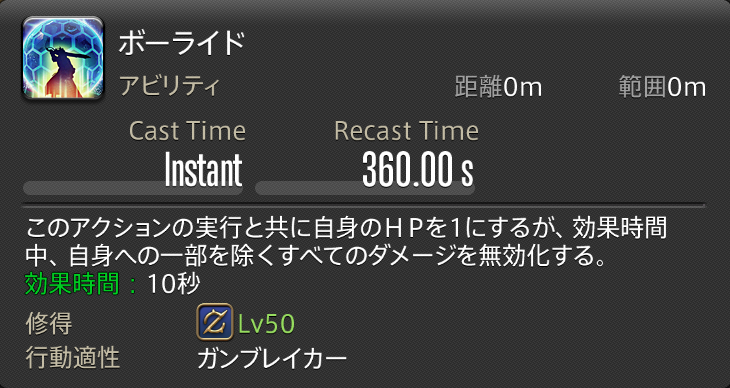 ボーライド
アビリティ 距離0m 範囲0m
Cast Time Recast Time
Instant 360.00 s
このアクションの実行と共に自身のＨＰを1にするが、効果時間
中、自身への一部を除くすべてのダメージを無効化する。
効果時間：10秒
修得 Lv50
行動適性 ガンブレイカー